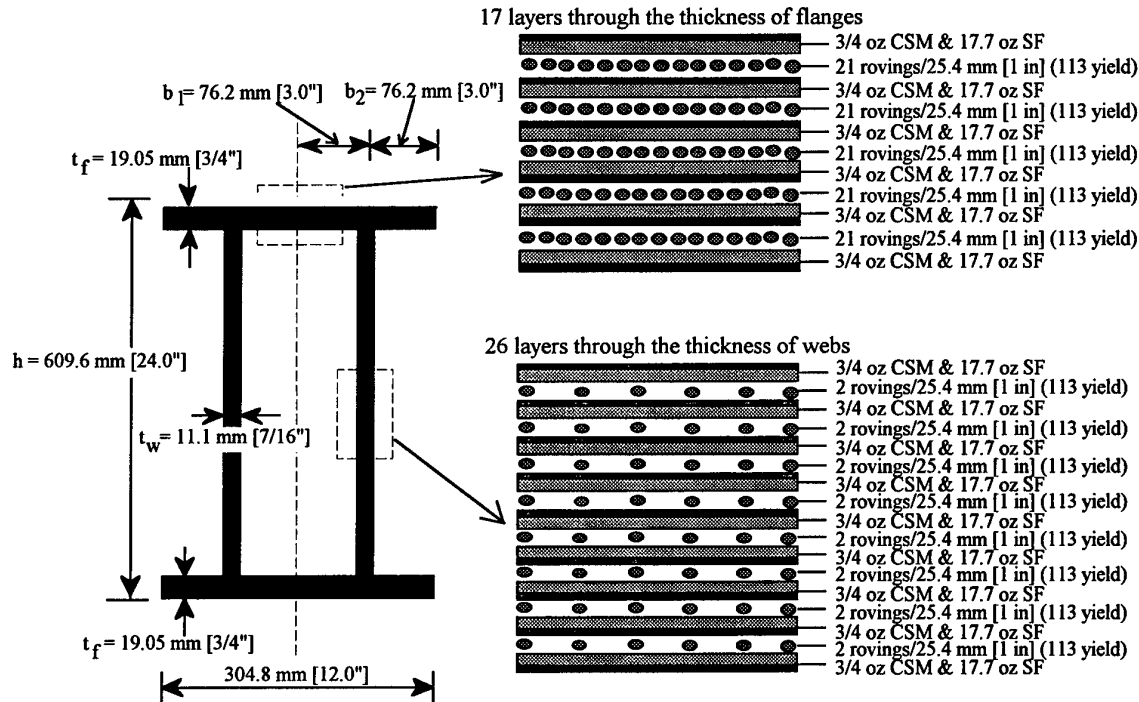 17 layers through the thickness of flanges
3/4 oz CSM & 17.7 oz SF
21 rovings/25.4 mm [1 in] (113 yield)
3/4 oz CSM & 17.7 oz SF
21 rovings/25.4 mm [1 in] (113 yield)
3/4 oz CSM & 17.7 oz SF
21 rovings/25.4 mm [1 in] (113 yield)
3/4 oz CSM & 17.7 oz SF
21 rovings/25.4 mm [1 in] (113 yield)
3/4 oz CSM & 17.7 oz SF
21 rovings/25.4 mm [1 in] (113 yield)
3/4 oz CSM & 17.7 oz SF
b1= 76.2 mm [3.0"]
b2= 76.2 mm [3.0"]
tf = 19.05 mm [3/4"]
h = 609.6 mm [24.0"]
tw= 11.1 mm [7/16"]
tf= 19.05 mm [3/4"]
304.8 mm [12.0"]
26 layers through the thickness of webs
3/4 oz CSM & 17.7 oz SF
2 rovings/25.4 mm [1 in] (113 yield)
3/4 oz CSM & 17.7 oz SF
2 rovings/25.4 mm [1 in] (113 yield)
3/4 oz CSM & 17.7 oz SF
2 rovings/25.4 mm [1 in] (113 yield)
3/4 oz CSM & 17.7 oz SF
2 rovings/25.4 mm [1 in] (113 yield)
3/4 oz CSM & 17.7 oz SF
2 rovings/25.4 mm [1 in] (113 yield)
3/4 oz CSM & 17.7 oz SF
2 rovings/25.4 mm [1 in] (113 yield)
3/4 oz CSM & 17.7 oz SF
2 rovings/25.4 mm [1 in] (113 yield)
3/4 oz CSM & 17.7 oz SF
2 rovings/25.4 mm [1 in] (113 yield)
3/4 oz CSM & 17.7 oz SF